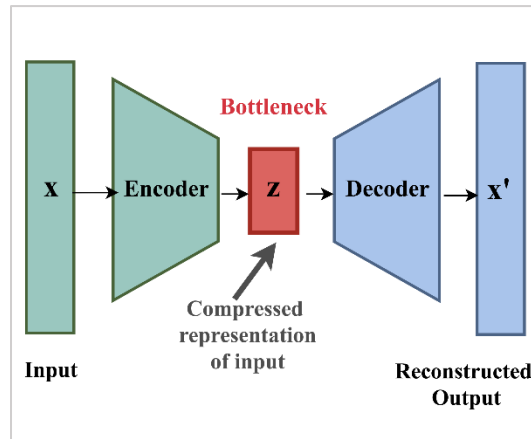 Bottleneck
x
Encoder
z
Decoder
x'
Compressed
representation
of input
Input
Reconstructed
Output